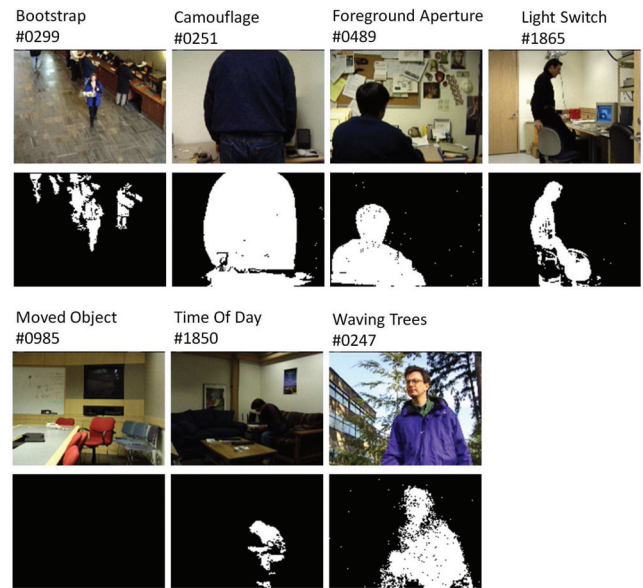 Bootstrap
#0299
Camouflage
#0251
Foreground Aperture
#0489
Light Switch
#1865
Moved Object
#0985
Time Of Day
#1850
Waving Trees
#0247